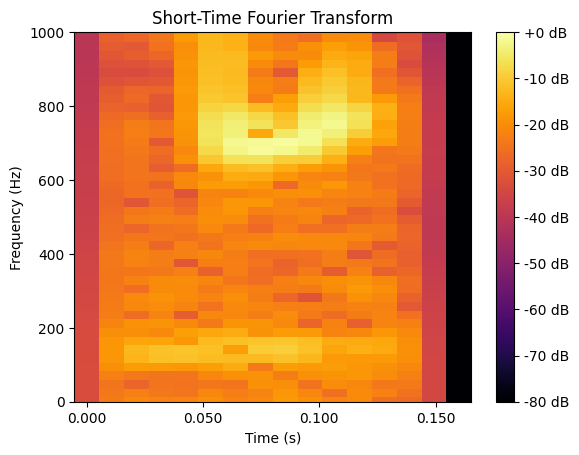 Short-Time Fourier Transform
1000
800
600
400
200
0
Frequency (Hz)
0.000
0.050
0.100
0.150
Time (s)
+0 dB
-10 dB
-20 dB
-30 dB
-40 dB
-50 dB
-60 dB
-70 dB
-80 dB